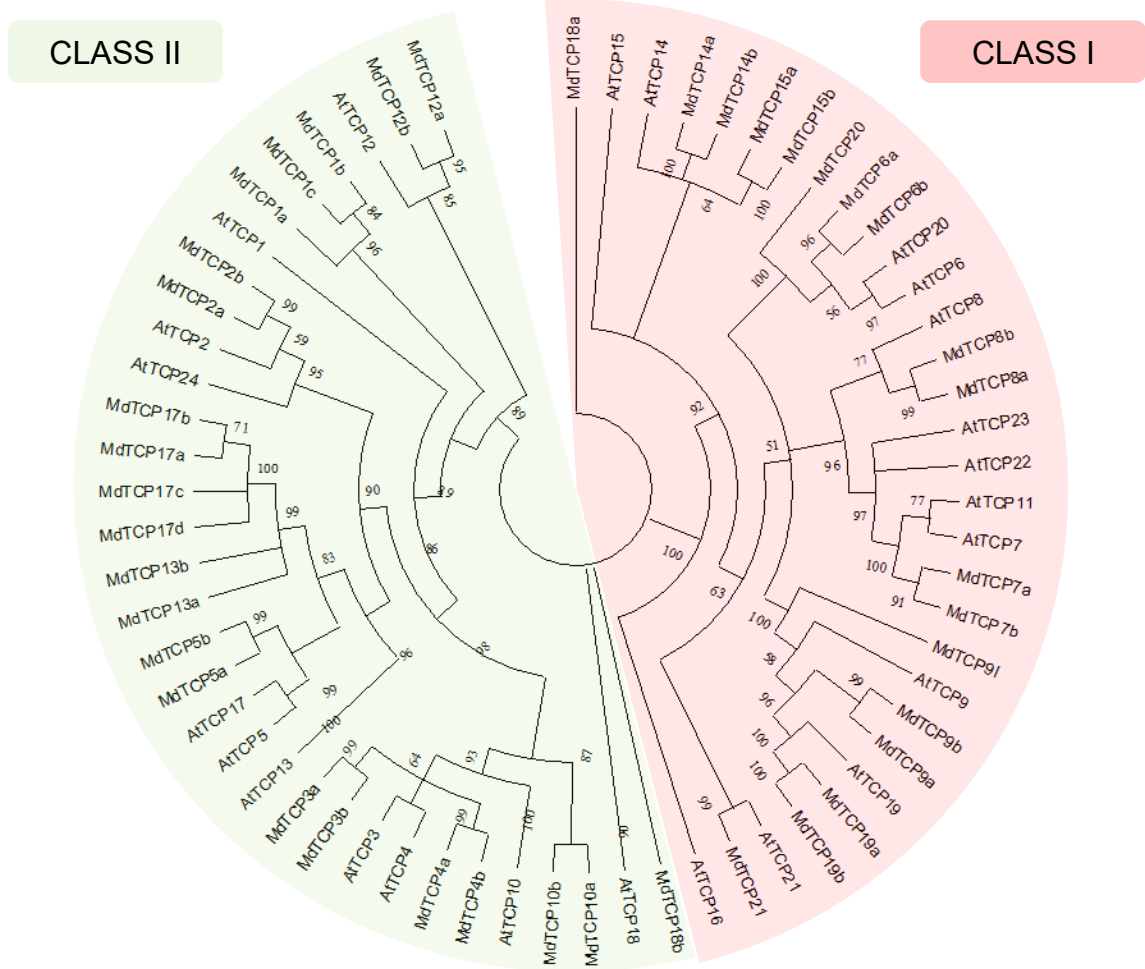 CLASS II
CLASS I
MdTCP18a
AtTCP15
AtTCP14
MdTCP14a
MdTCP14b
MdTCP15a
MdTCP15b
MdTCP20
MdTCP6a
MdTCP6b
AtTCP20
AtTCP6
AtTCP8
MdTCP8b
MdTCP8a
AtTCP23
AtTCP22
AtTCP11
AtTCP7
MdTCP7a
MdTCP7b
MdTCP9l
AtTCP9
MdTCP9b
MdTCP9a
AtTCP19
MdTCP19a
MdTCP19b
AtTCP21
MdTCP21
AtTCP16
MdTCP18b
AtTCP18
MdTCP10a
MdTCP10b
AtTCP10
MdTCP4b
MdTCP4a
AtTCP4
AtTCP3
MdTCP3b
MdTCP3a
AtTCP13
AtTCP5
AtTCP17
MdTCP5a
MdTCP5b
MdTCP13a
MdTCP13b
MdTCP17d
MdTCP17c
MdTCP17a
MdTCP17b
AtTCP24
AtTCP2
MdTCP2a
MdTCP2b
AtTCP1
MdTCP1a
MdTCP1c
MdTCP1b
AtTCP12
MdTCP12b
MdTCP12a
100
64
100
96
100
56
97
77
99
92
51
96
97
77
100
91
100
63
100
58
99
96
100
100
99
95
85
84
96
99
59
95
89
71
100
99
90
83
86
99
96
98
99
100
99
64
93
99
100
87
96